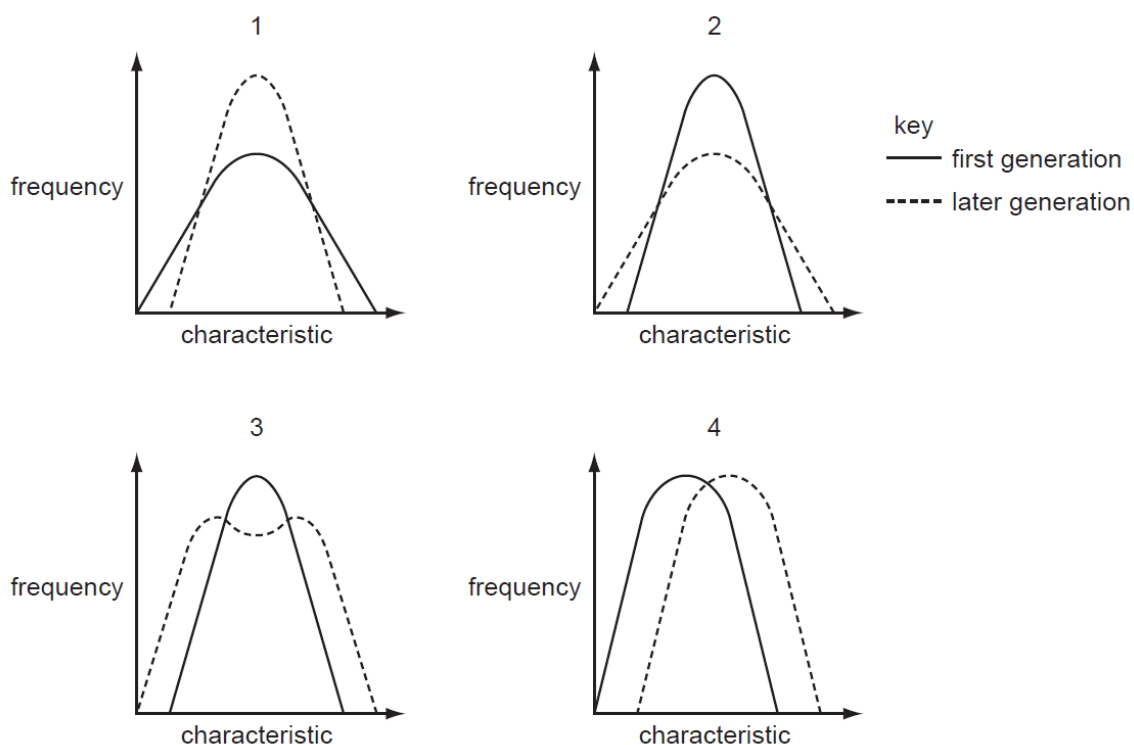 1
2
frequency
characteristic
frequency
characteristic
key
first generation
later generation
3
4
frequency
characteristic
frequency
characteristic